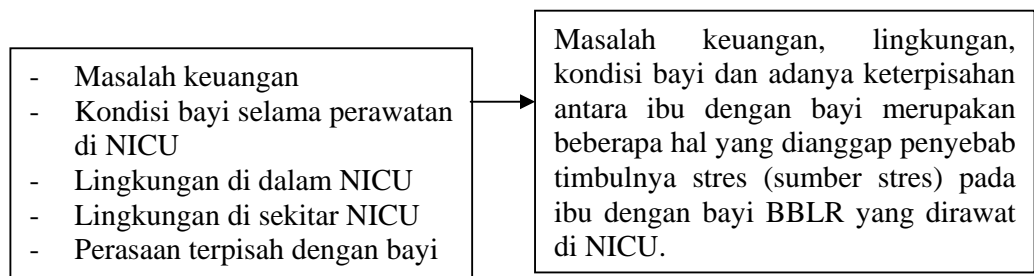 - Masalah keuangan
- Kondisi bayi selama perawatan
di NICU
- Lingkungan di dalam NICU
- Lingkungan di sekitar NICU
- Perasaan terpisah dengan bayi
Masalah keuangan, lingkungan,
kondisi bayi dan adanya keterpisahan
antara ibu dengan bayi merupakan
beberapa hal yang dianggap penyebab
timbulnya stres (sumber stres) pada
ibu dengan bayi BBLR yang dirawat
di NICU.